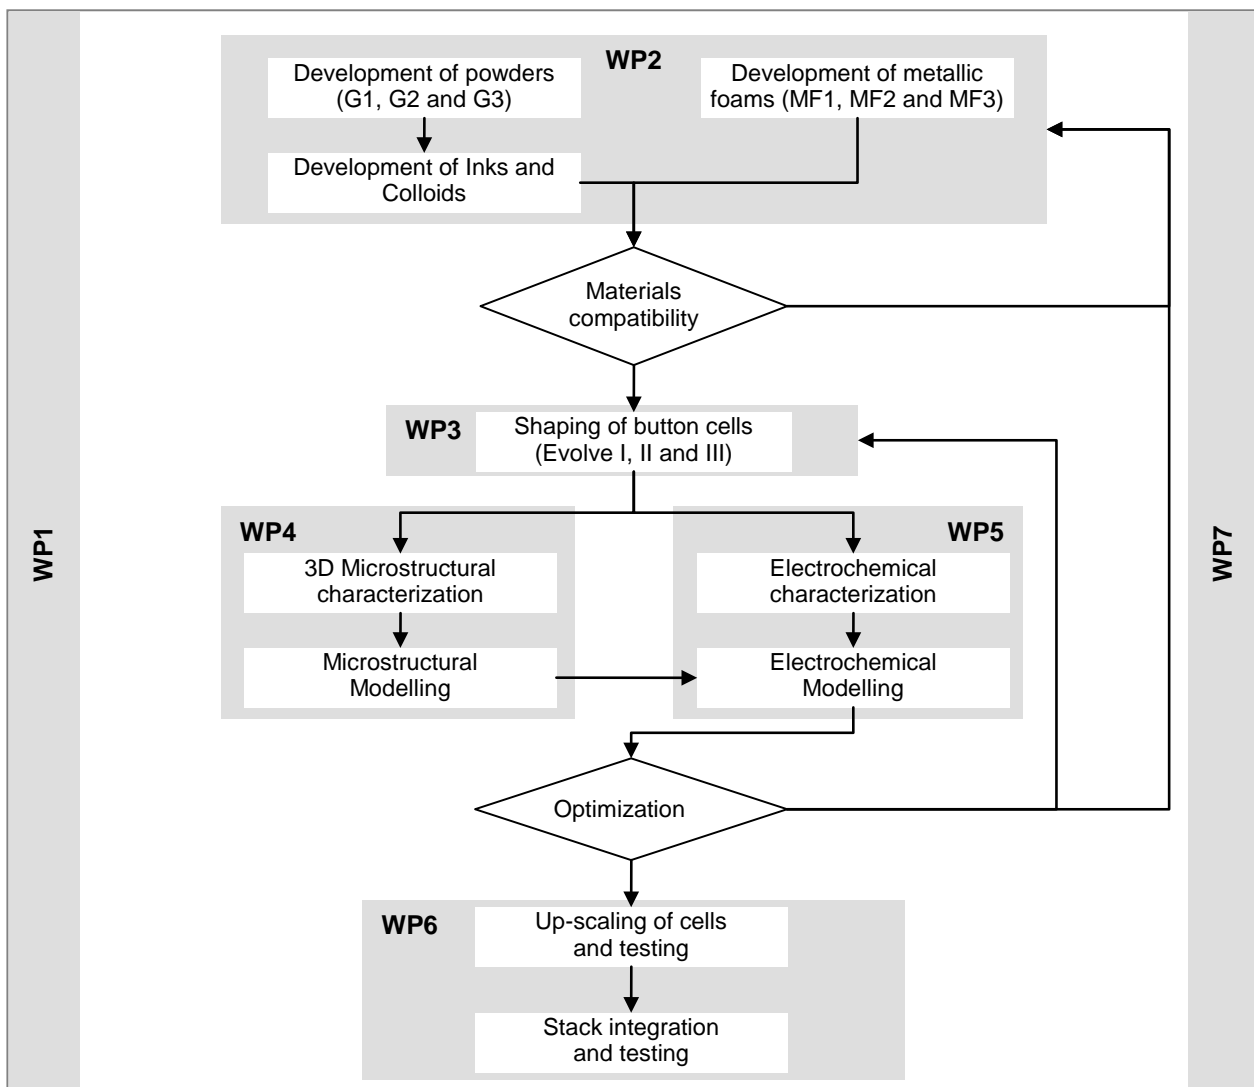 WP1
WP2
Development of powders
(G1, G2 and G3)
Development of metallic
foams (MF1, MF2 and MF3)
Development of Inks and
Colloids
Materials
compatibility
WP3
Shaping of button cells
(Evolve I, II and III)
WP4
3D Microstructural
characterization
Microstructural
Modelling
WP5
Electrochemical
characterization
Electrochemical
Modelling
Optimization
WP6
Up-scaling of cells
and testing
Stack integration
and testing
WP7